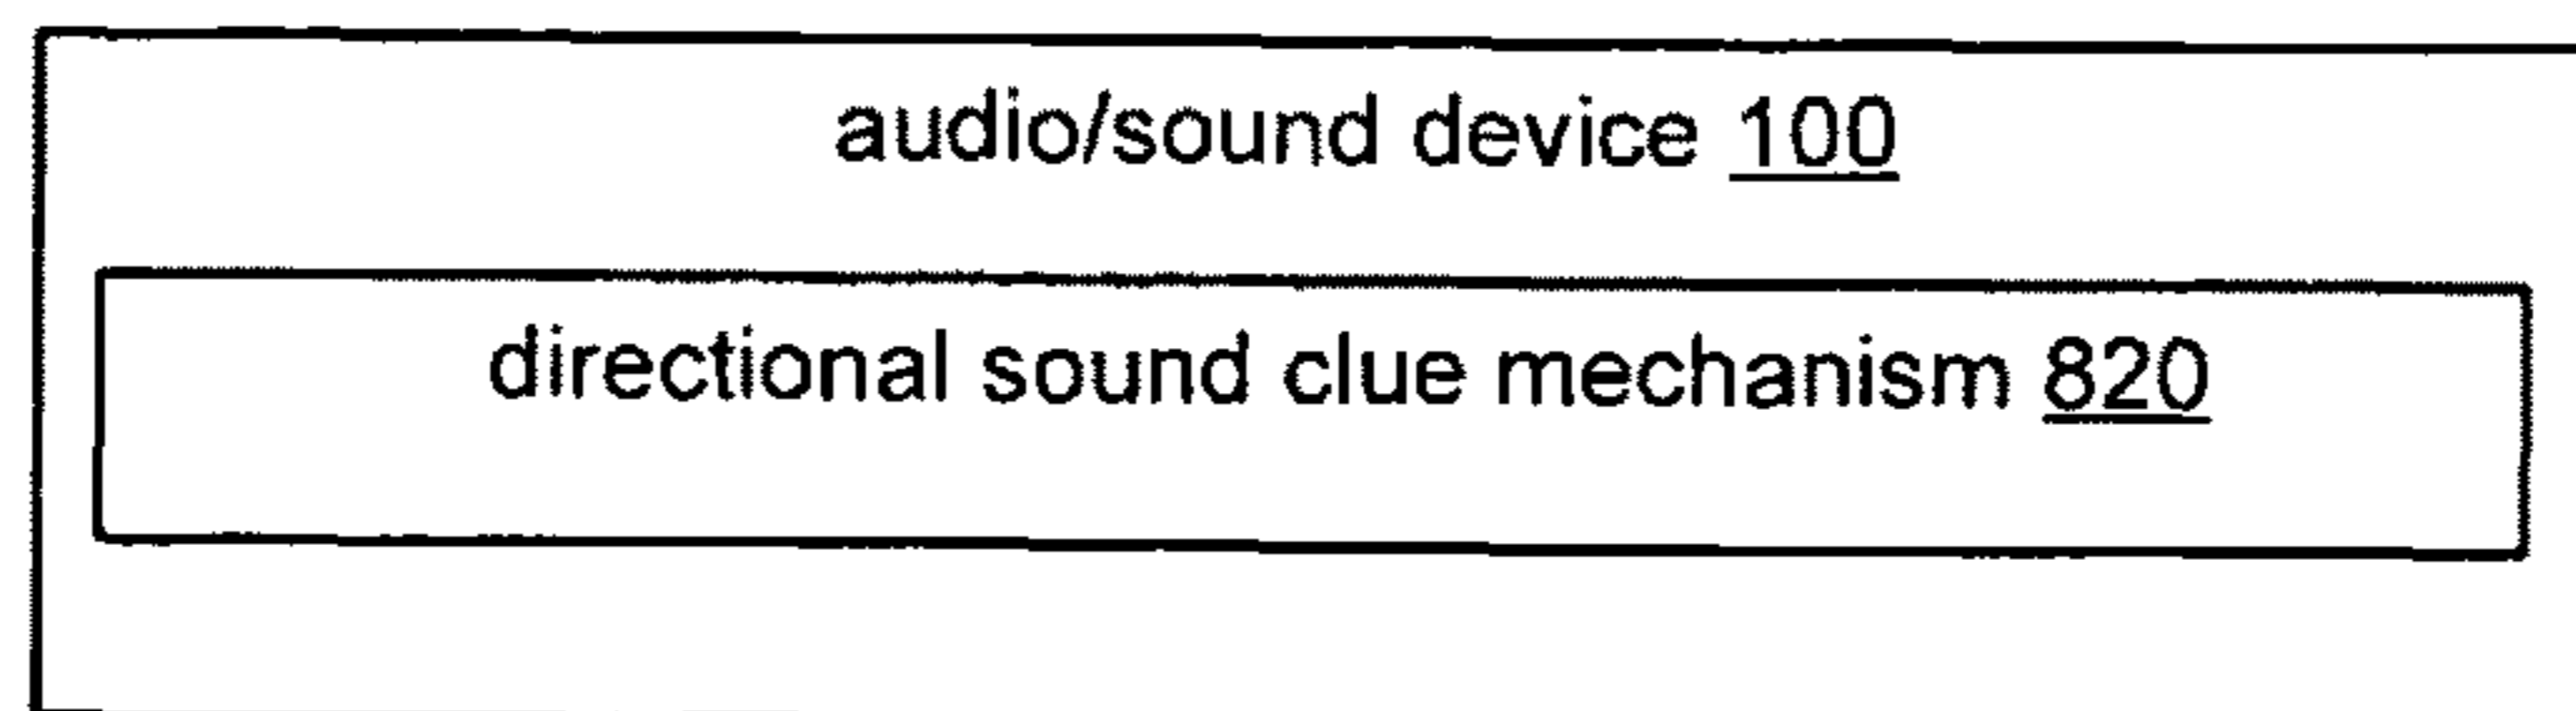 audio/sound device 100
directional sound clue mechanism 820